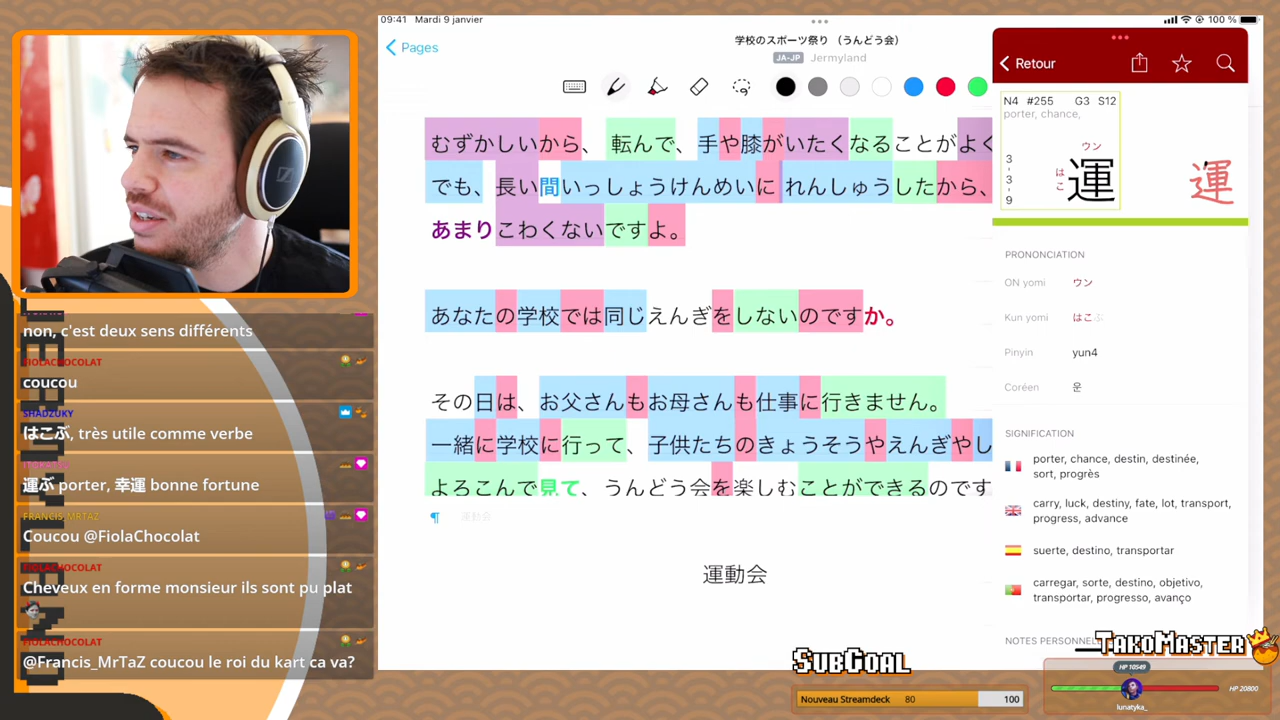 09:41 Mardi 9 janvier
100 %
Pages
学校のスポーツ祭り （うんどう会）
JA-JP Jermyland
むずかしいから、 転んで、手や膝がいたくなることがよく
でも、長い間いっしょうけんめいに れんしゅうしたから、
あまりこわくないですよ。
あなたの学校では同じえんぎをしないのですか。
その日は、お父さんもお母さんも仕事に行きません。
一緒に学校に行って、子供たちのきょうそうやえんぎやし
よろこんで見て、うんどう会を楽しむことができるのです
¶ 運動会
運動会
Retour
N4 #255 G3 S12
porter, chance,
ウン
はこ
3-3-9
運
運
PRONONCIATION
ON yomi ウン
Kun yomi はこぶ
Pinyin yun4
Coréen 운
SIGNIFICATION
porter, chance, destin, destinée,
sort, progrès
carry, luck, destiny, fate, lot, transport,
progress, advance
suerte, destino, transportar
carregar, sorte, destino, objetivo,
transportar, progresso, avanço
NOTES PERSONNEL
non, c'est deux sens différents
FIOLACHOCOLAT
coucou
SHADZUKY
はこぶ, très utile comme verbe
運ぶ porter, 幸運 bonne fortune
FRANCIS_MRTAZ
Coucou @FiolaChocolat
FIOLACHOCOLAT
Cheveux en forme monsieur ils sont pu plat
FIOLACHOCOLAT
@Francis_MrTaZ coucou le roi du kart ca va?
SubGoal
Nouveau Streamdeck 80 100
TakoMaster
HP 10549
HP 20800
lunatyka_